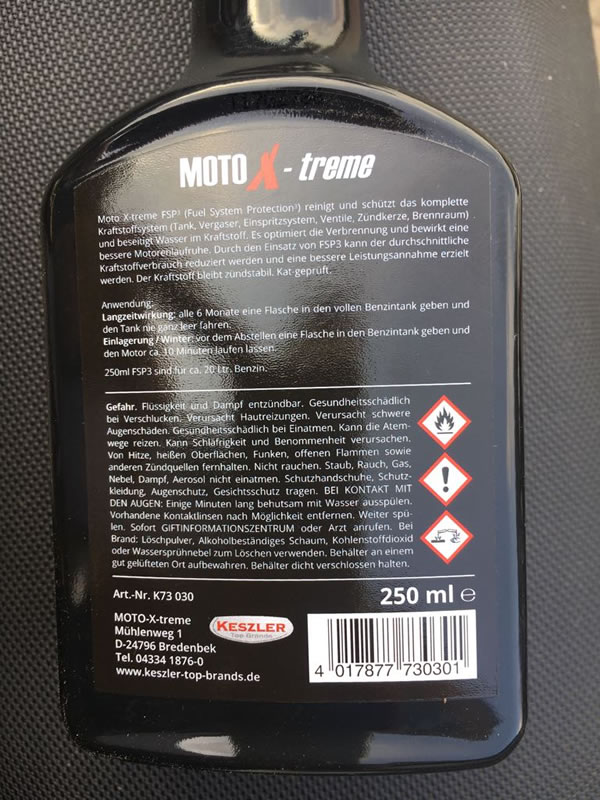 MOTO X - treme
Moto X-treme FSP³ (Fuel System Protection³) reinigt und schützt das komplette
Kraftstoffsystem (Tank, Vergaser, Einspritzsystem, Ventile, Zündkerze, Brennraum)
und beseitigt Wasser im Kraftstoff. Es optimiert die Verbrennung und bewirkt eine
bessere Motorenlaufruhe. Durch den Einsatz von FSP3 kann der durchschnittliche
Kraftstoffverbrauch reduziert werden und eine bessere Leistungsannahme erzielt
werden. Der Kraftstoff bleibt zündstabil. Kat-geprüft.
Anwendung:
Langzeitwirkung: alle 6 Monate eine Flasche in den vollen Benzintank geben und
den Tank nie ganz leer fahren.
Einlagerung / Winter: vor dem Abstellen eine Flasche in den Benzintank geben und
den Motor ca. 10 Minuten laufen lassen.
250ml FSP3 sind für ca. 20 Ltr. Benzin.
Gefahr. Flüssigkeit und Dampf entzündbar. Gesundheitsschädlich
bei Verschlucken. Verursacht Hautreizungen. Verursacht schwere
Augenschäden. Gesundheitsschädlich bei Einatmen. Kann die Atem-
wege reizen. Kann Schläfrigkeit und Benommenheit verursachen.
Von Hitze, heißen Oberflächen, Funken, offenen Flammen sowie
anderen Zündquellen fernhalten. Nicht rauchen. Staub, Rauch, Gas,
Nebel, Dampf, Aerosol nicht einatmen. Schutzhandschuhe, Schutz-
kleidung, Augenschutz, Gesichtsschutz tragen. BEI KONTAKT MIT
DEN AUGEN: Einige Minuten lang behutsam mit Wasser ausspülen.
Vorhandene Kontaktlinsen nach Möglichkeit entfernen. Weiter spü-
len. Sofort GIFTINFORMATIONSZENTRUM oder Arzt anrufen. Bei
Brand: Löschpulver, Alkoholbeständiges Schaum, Kohlenstoffdioxid
oder Wassersprühnebel zum Löschen verwenden. Behälter an einem
gut gelüfteten Ort aufbewahren. Behälter dicht verschlossen halten.
Art.-Nr. K73 030
250 ml ℮
MOTO-X-treme
Mühlenweg 1
D-24796 Bredenbek
Tel. 04334 1876-0
www.keszler-top-brands.de
KESZLER
Top Brands
4 017877 730301